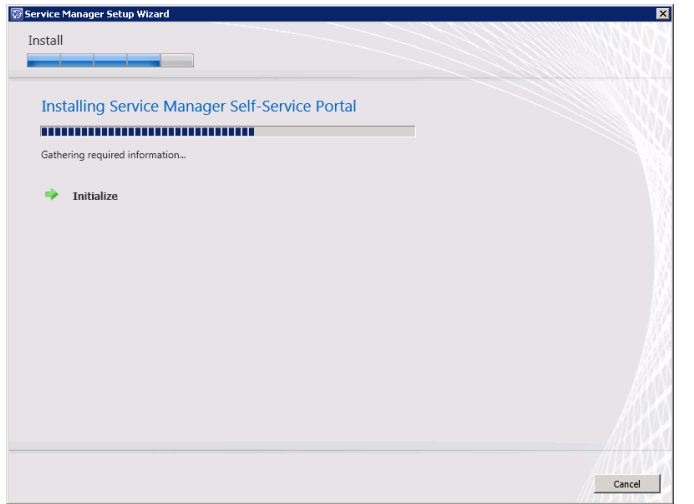 Service Manager Setup Wizard
Install
Installing Service Manager Self-Service Portal
Gathering required information...
Initialize
Cancel